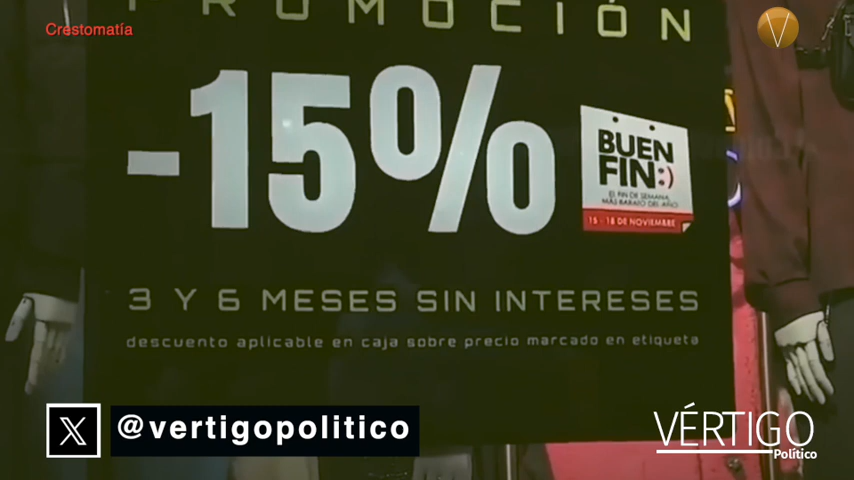 Crestomatía
PROMOCIÓN
-15%
BUEN
FIN:)
EL FIN DE SEMANA
MÁS BARATO DEL AÑO
15 - 18 DE NOVIEMBRE
3 Y 6 MESES SIN INTERESES
descuento aplicable en caja sobre precio marcado en etiqueta
@vertigopolitico
VÉRTIGO
Político